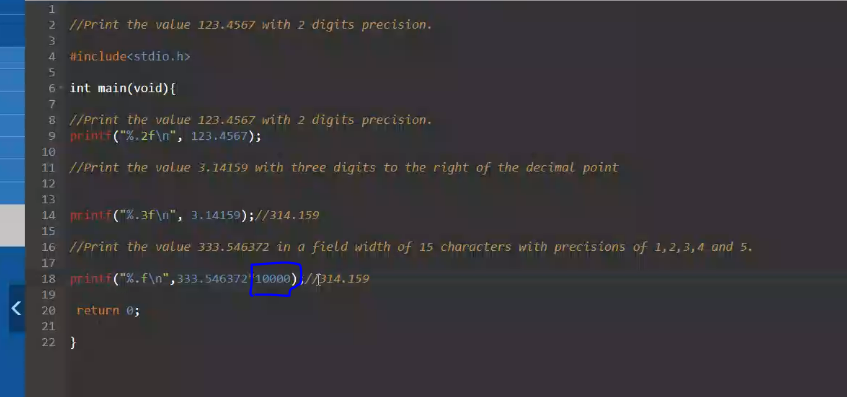 1
2 //Print the value 123.4567 with 2 digits precision.
3
4 #include<stdio.h>
5
6 int main(void){
7
8 //Print the value 123.4567 with 2 digits precision.
9 printf("%.2f\n", 123.4567);
10
11 //Print the value 3.14159 with three digits to the right of the decimal point
12
13
14 printf("%.3f\n", 3.14159);//314.159
15
16 //Print the value 333.546372 in a field width of 15 characters with precisions of 1,2,3,4 and 5.
17
18 printf("%.f\n",333.546372*10000);//314.159
19
20 return 0;
21
22 }